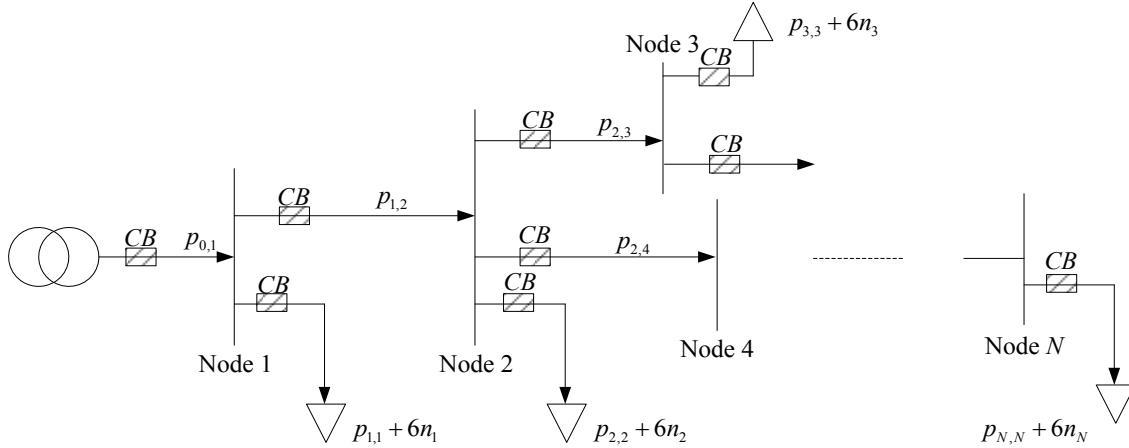 p_{3,3} + 6n_3
Node 3
CB
CB
p_{2,3}
CB
CB
p_{1,2}
CB
p_{0,1}
CB
p_{2,4}
CB
CB
CB
Node 1
Node 2
Node 4
Node N
p_{1,1} + 6n_1
p_{2,2} + 6n_2
p_{N,N} + 6n_N